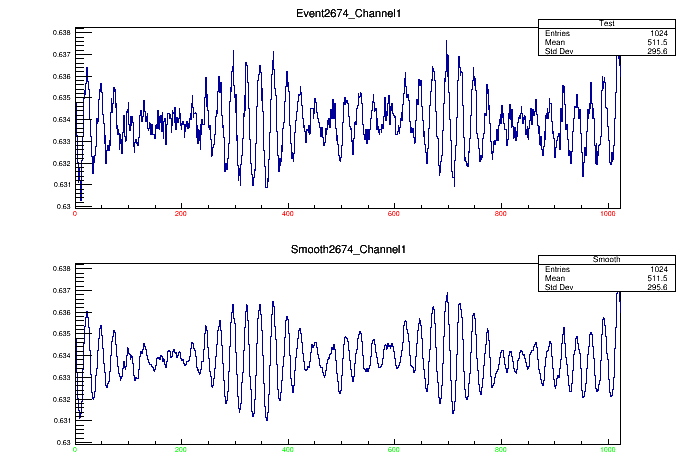 Event2674_Channel1
Test
Entries 1024
Mean 511.5
Std Dev 295.6
0.638
0.637
0.636
0.635
0.634
0.633
0.632
0.631
0.63
0 200 400 600 800 1000
Smooth2674_Channel1
Smooth
Entries 1024
Mean 511.5
Std Dev 295.6
0.638
0.637
0.636
0.635
0.634
0.633
0.632
0.631
0.63
0 200 400 600 800 1000